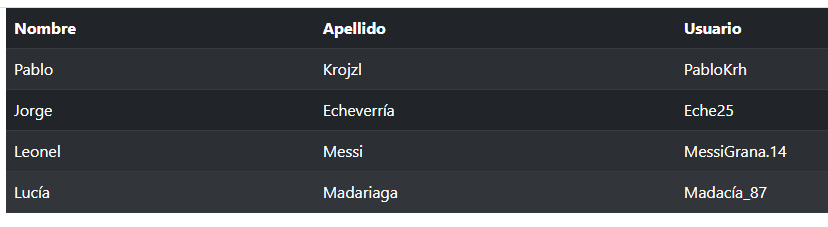 Nombre Apellido Usuario
Pablo Krojzl PabloKrh
Jorge Echeverría Eche25
Leonel Messi MessiGrana.14
Lucía Madariaga Madacía_87